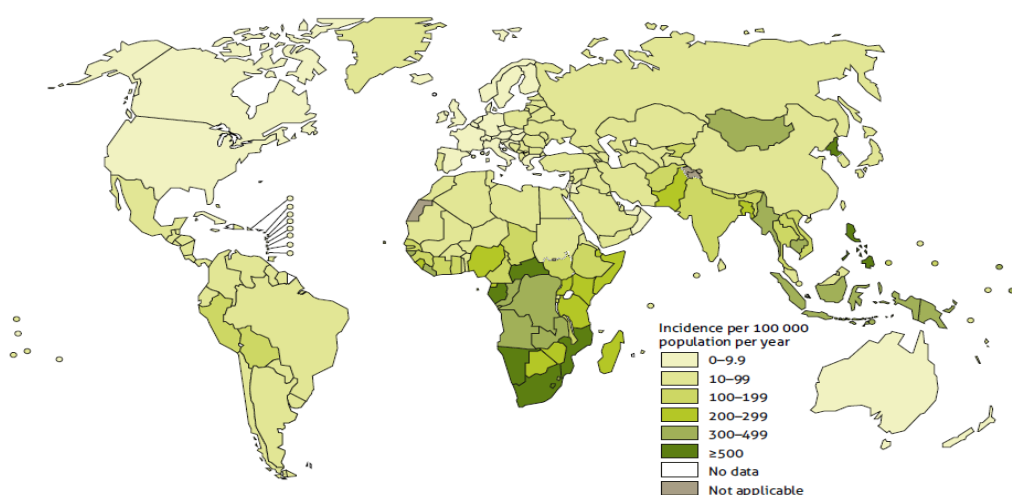 Incidence per 100 000
population per year
0–9.9
10–99
100–199
200–299
300–499
≥500
No data
Not applicable